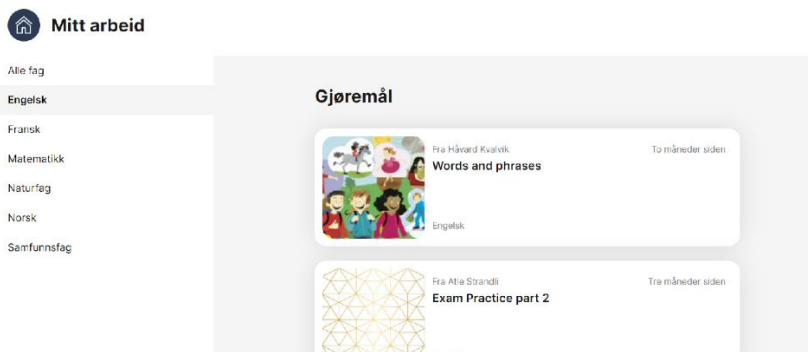 Mitt arbeid
Alle fag
Engelsk
Fransk
Matematikk
Naturfag
Norsk
Samfunnsfag
Gjøremål
Fra Håvard Kvalvik
To måneder siden
Words and phrases
Engelsk
Fra Atle Strandli
Tre måneder siden
Exam Practice part 2